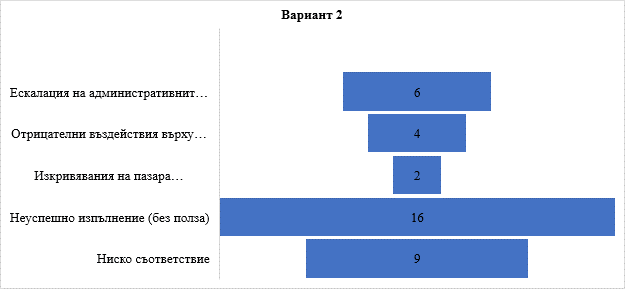 Вариант 2
Ескалация на административнит...
6
Отрицателни въздействия върху...
4
Изкривявания на пазара...
2
Неуспешно изпълнение (без полза)
16
Ниско съответствие
9